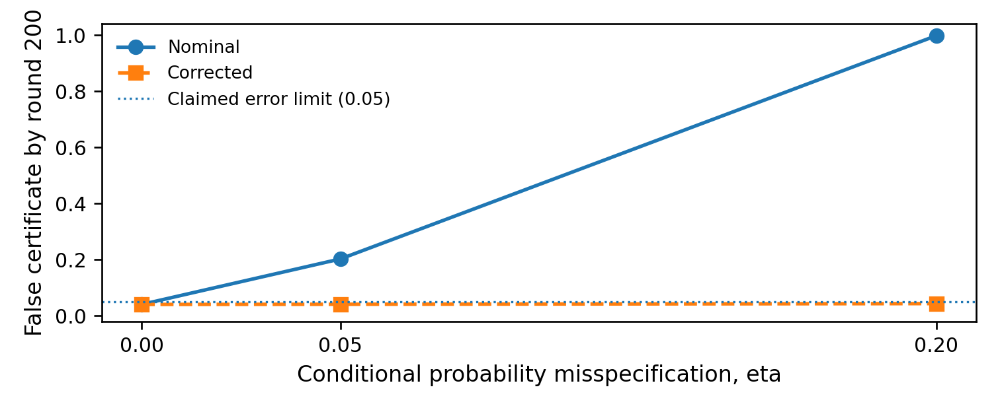 False certificate by round 200
1.0
0.8
0.6
0.4
0.2
0.0
Nominal
Corrected
Claimed error limit (0.05)
0.00
0.05
0.20
Conditional probability misspecification, eta